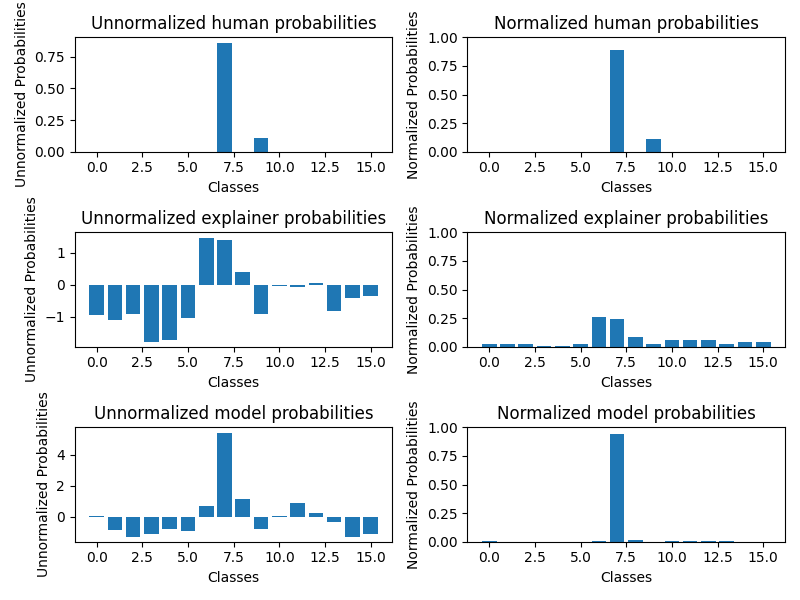 Unnormalized human probabilities
Unnormalized Probabilities
0.75
0.50
0.25
0.00
0.0 2.5 5.0 7.5 10.0 12.5 15.0
Classes
Normalized human probabilities
Normalized Probabilities
1.00
0.75
0.50
0.25
0.00
0.0 2.5 5.0 7.5 10.0 12.5 15.0
Classes
Unnormalized explainer probabilities
Unnormalized Probabilities
1
0
−1
0.0 2.5 5.0 7.5 10.0 12.5 15.0
Classes
Normalized explainer probabilities
Normalized Probabilities
1.00
0.75
0.50
0.25
0.00
0.0 2.5 5.0 7.5 10.0 12.5 15.0
Classes
Unnormalized model probabilities
Unnormalized Probabilities
4
2
0
0.0 2.5 5.0 7.5 10.0 12.5 15.0
Classes
Normalized model probabilities
Normalized Probabilities
1.00
0.75
0.50
0.25
0.00
0.0 2.5 5.0 7.5 10.0 12.5 15.0
Classes